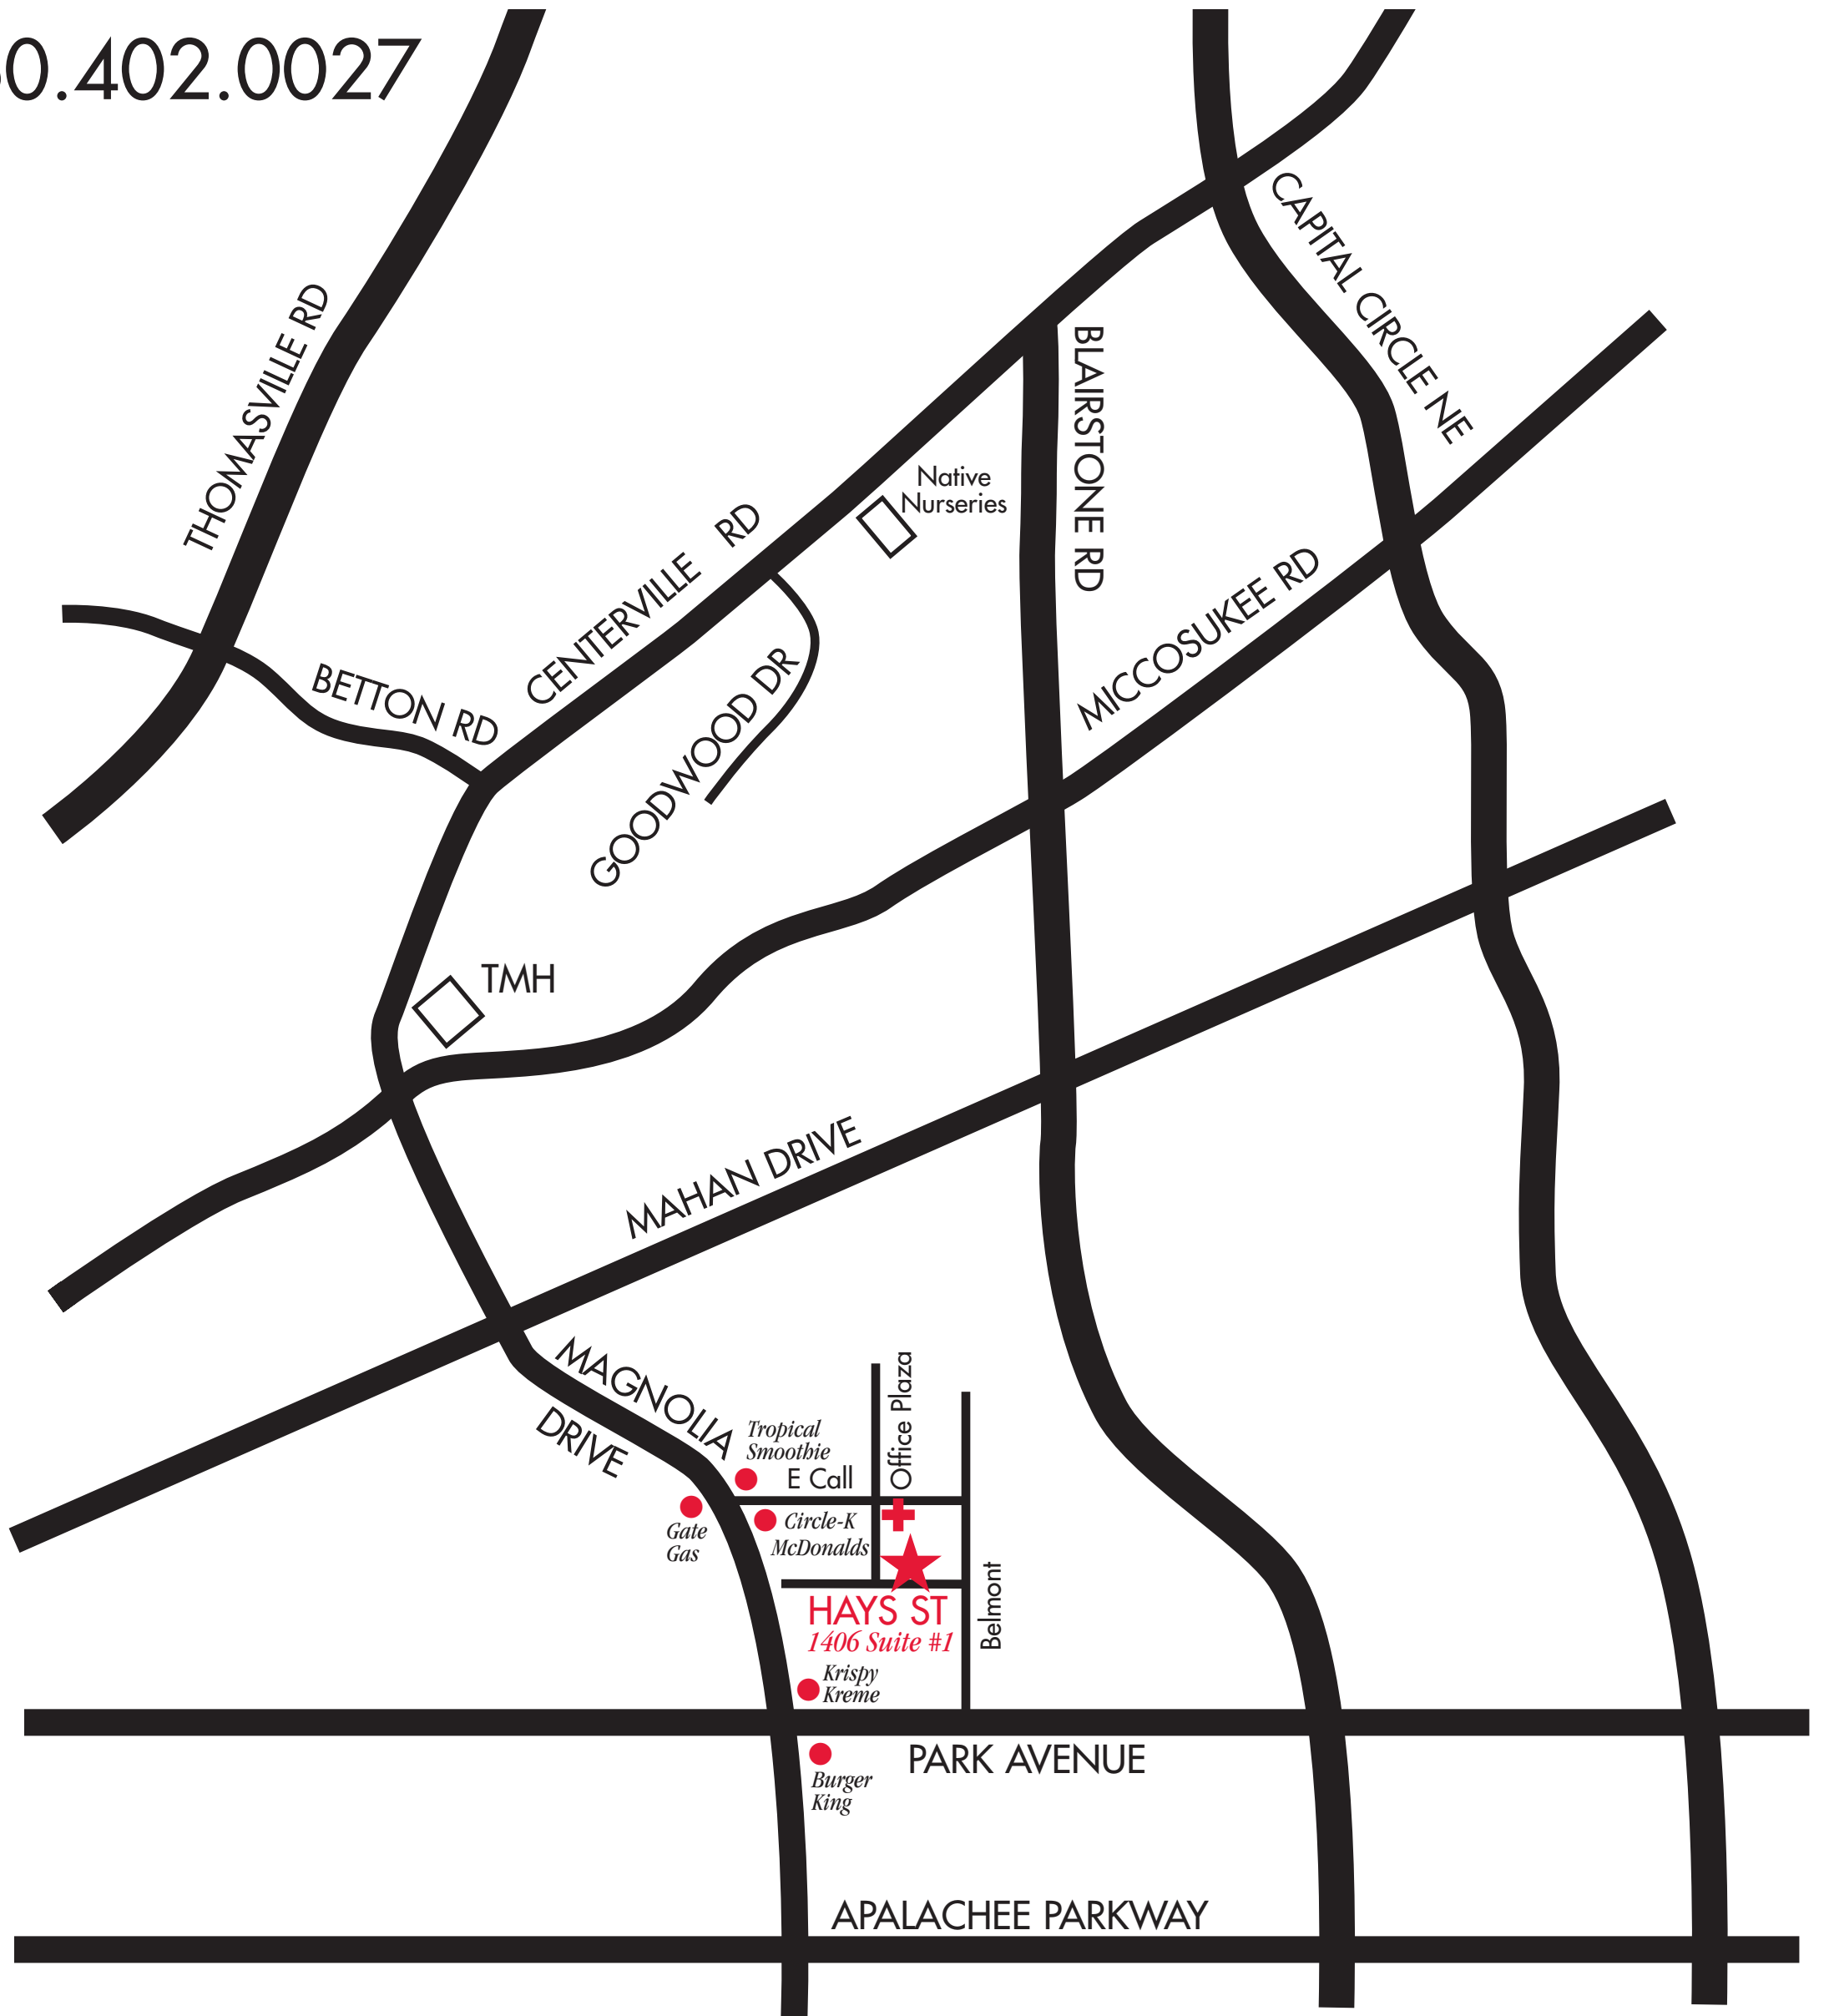 0.402.0027
CAPITAL CIRCLE NE
THOMASVILLE RD
BLAIRSTONE RD
Native
Nurseries
CENTERVILLE RD
MICCOSUKEE RD
BETTON RD
GOODWOOD DR
TMH
MAHAN DRIVE
MAGNOLIA
DRIVE
Office Plaza
Tropical
Smoothie
E Call
Gate
Gas
Circle-K
McDonalds
Belmont
HAYS ST
1406 Suite #1
Krispy
Kreme
PARK AVENUE
Burger
King
APALACHEE PARKWAY